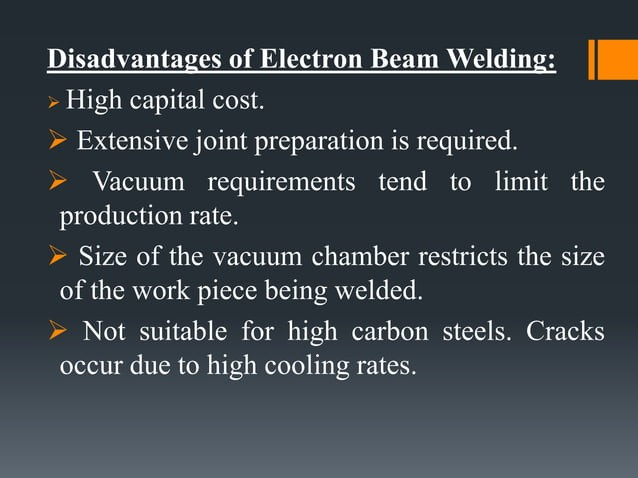 Disadvantages of Electron Beam Welding:
➢ High capital cost.
➢ Extensive joint preparation is required.
➢ Vacuum requirements tend to limit the
production rate.
➢ Size of the vacuum chamber restricts the size
of the work piece being welded.
➢ Not suitable for high carbon steels. Cracks
occur due to high cooling rates.